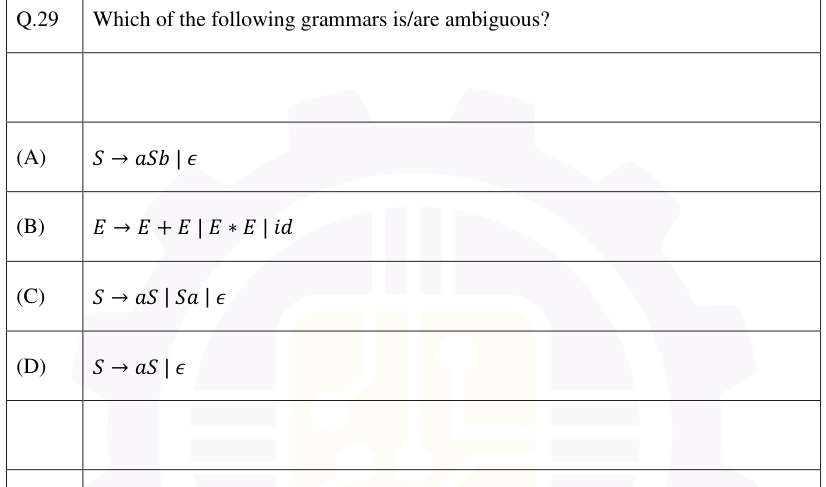 Q.29 Which of the following grammars is/are ambiguous?
(A) S → aSb | ϵ
(B) E → E + E | E ∗ E | id
(C) S → aS | Sa | ϵ
(D) S → aS | ϵ